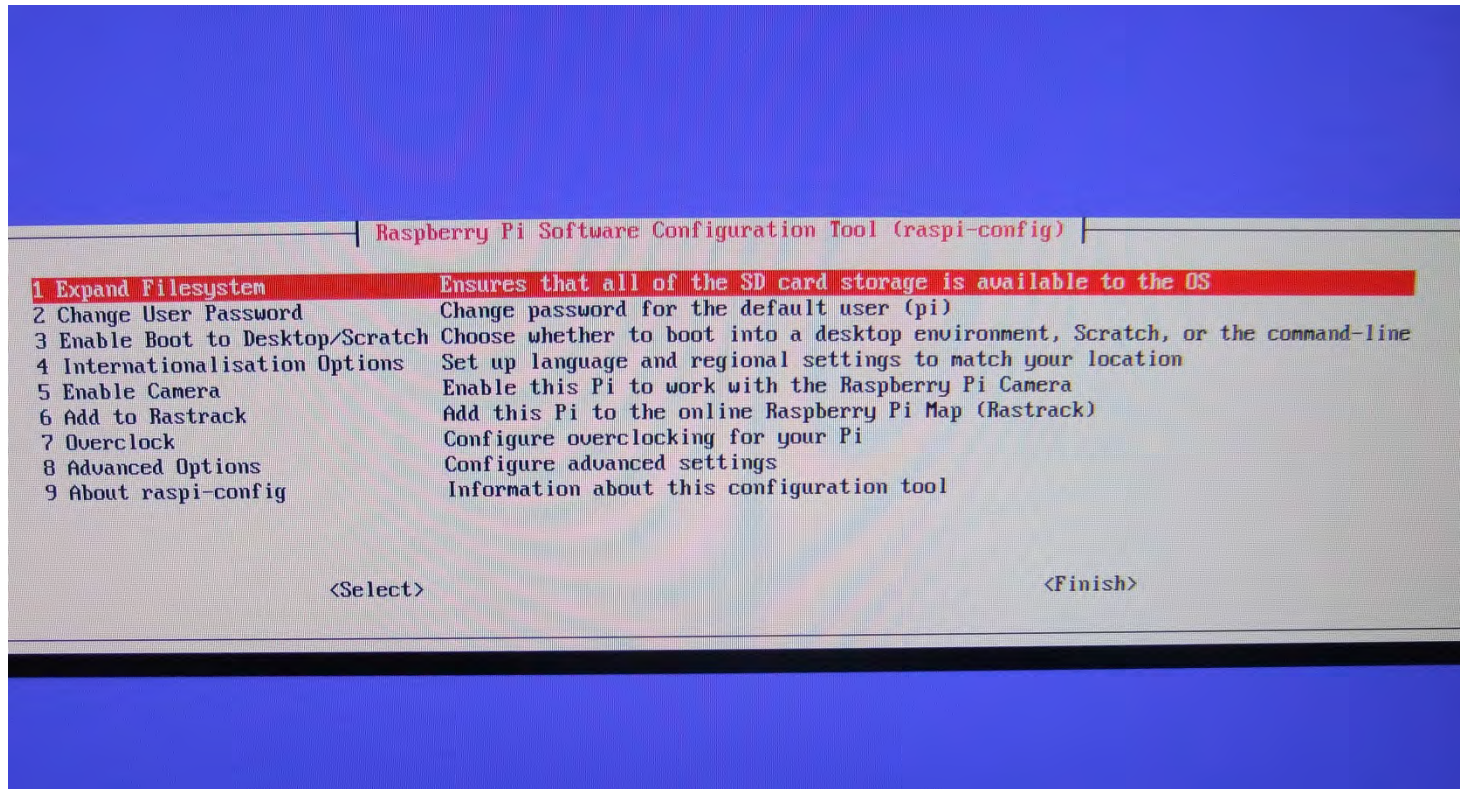 Raspberry Pi Software Configuration Tool (raspi-config)
1 Expand Filesystem Ensures that all of the SD card storage is available to the OS
2 Change User Password Change password for the default user (pi)
3 Enable Boot to Desktop/Scratch Choose whether to boot into a desktop environment, Scratch, or the command-line
4 Internationalisation Options Set up language and regional settings to match your location
5 Enable Camera Enable this Pi to work with the Raspberry Pi Camera
6 Add to Rastrack Add this Pi to the online Raspberry Pi Map (Rastrack)
7 Overclock Configure overclocking for your Pi
8 Advanced Options Configure advanced settings
9 About raspi-config Information about this configuration tool
<Select> <Finish>